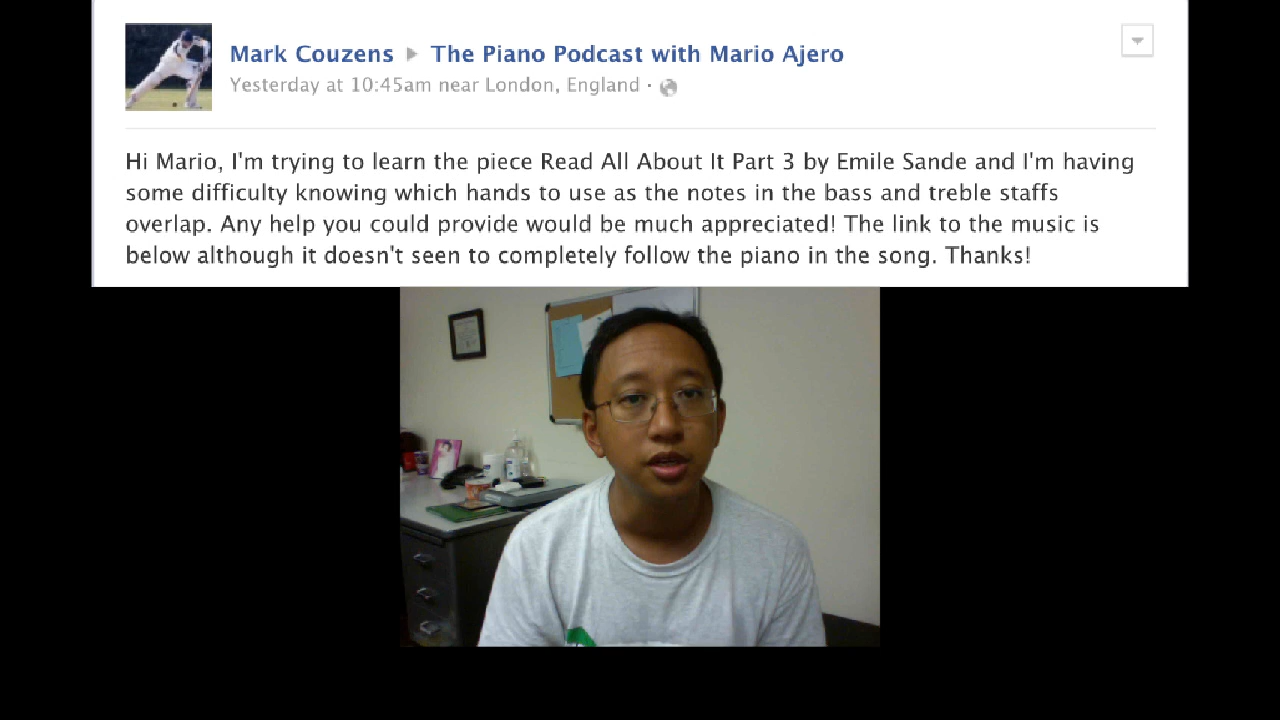 Mark Couzens ▸ The Piano Podcast with Mario Ajero
Yesterday at 10:45am near London, England ·
Hi Mario, I'm trying to learn the piece Read All About It Part 3 by Emile Sande and I'm having
some difficulty knowing which hands to use as the notes in the bass and treble staffs
overlap. Any help you could provide would be much appreciated! The link to the music is
below although it doesn't seen to completely follow the piano in the song. Thanks!